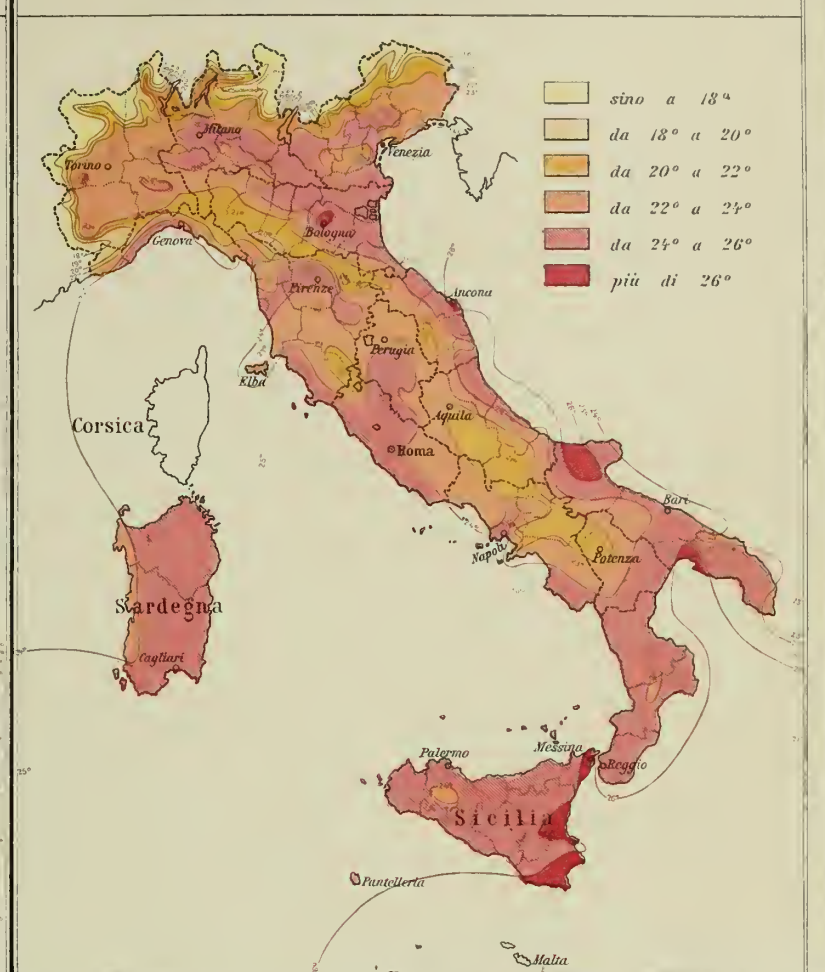 sino a 18°
da 18° a 20°
da 20° a 22°
da 22° a 24°
da 24° a 26°
più di 26°
Milano
Venezia
Torino
Genova
Bologna
Firenze
Ancona
Perugia
Elba
Aquila
Corsica
Roma
Bari
Napoli
Potenza
Sardegna
Cagliari
Messina
Palermo
Reggio
Sicilia
Pantelleria
Malta
25°
26°